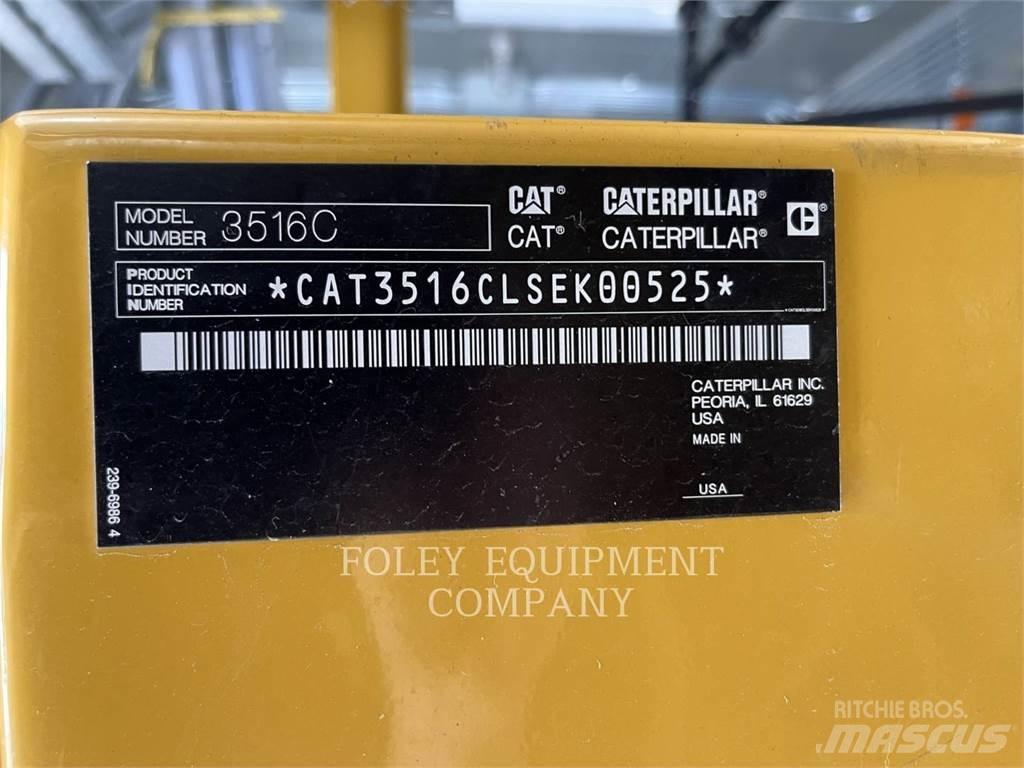 MODEL
NUMBER 3516C
CAT® CATERPILLAR®
CAT® CATERPILLAR®
C®
PRODUCT
IDENTIFICATION
NUMBER
*CAT3516CLSEK00525*
CATERPILLAR INC.
PEORIA, IL 61629
USA
MADE IN
USA
239-6986 4
FOLEY EQUIPMENT
COMPANY
RITCHIE BROS.
MASCUS